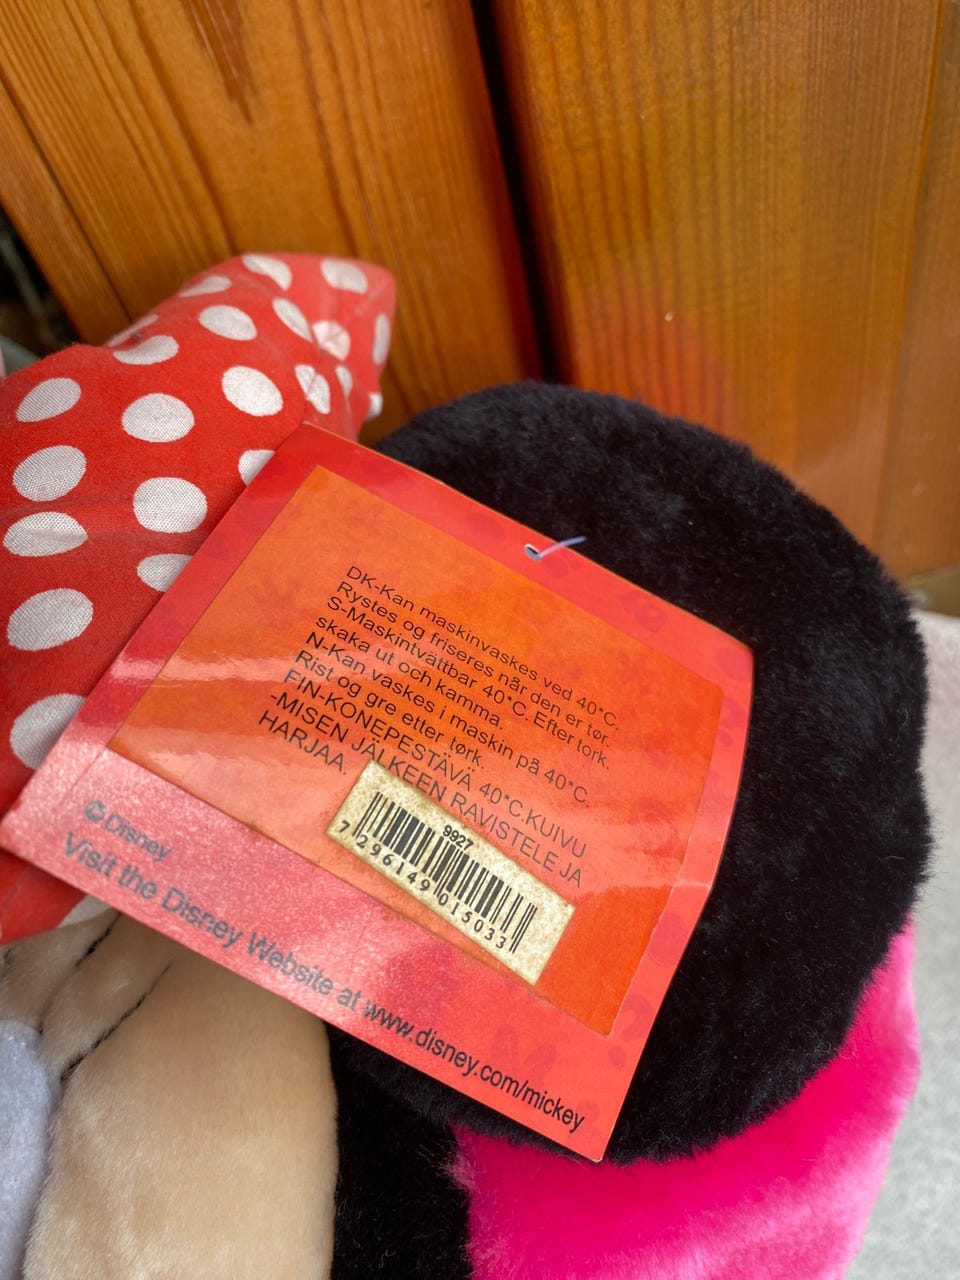 DK-Kan maskinvaskes ved 40°C.
Rystes og friseres når den er tør.
S-Maskintvättbar 40°C. Efter tork.
skaka ut och kamma.
N-Kan vaskes i maskin på 40°C.
Rist og gre etter tørk.
FIN-KONEPESTÄVÄ 40°C.KUIVU
-MISEN JÄLKEEN RAVISTELE JA
HARJAA.
9927
7 296149 015033
©Disney
Visit the Disney Website at www.disney.com/mickey